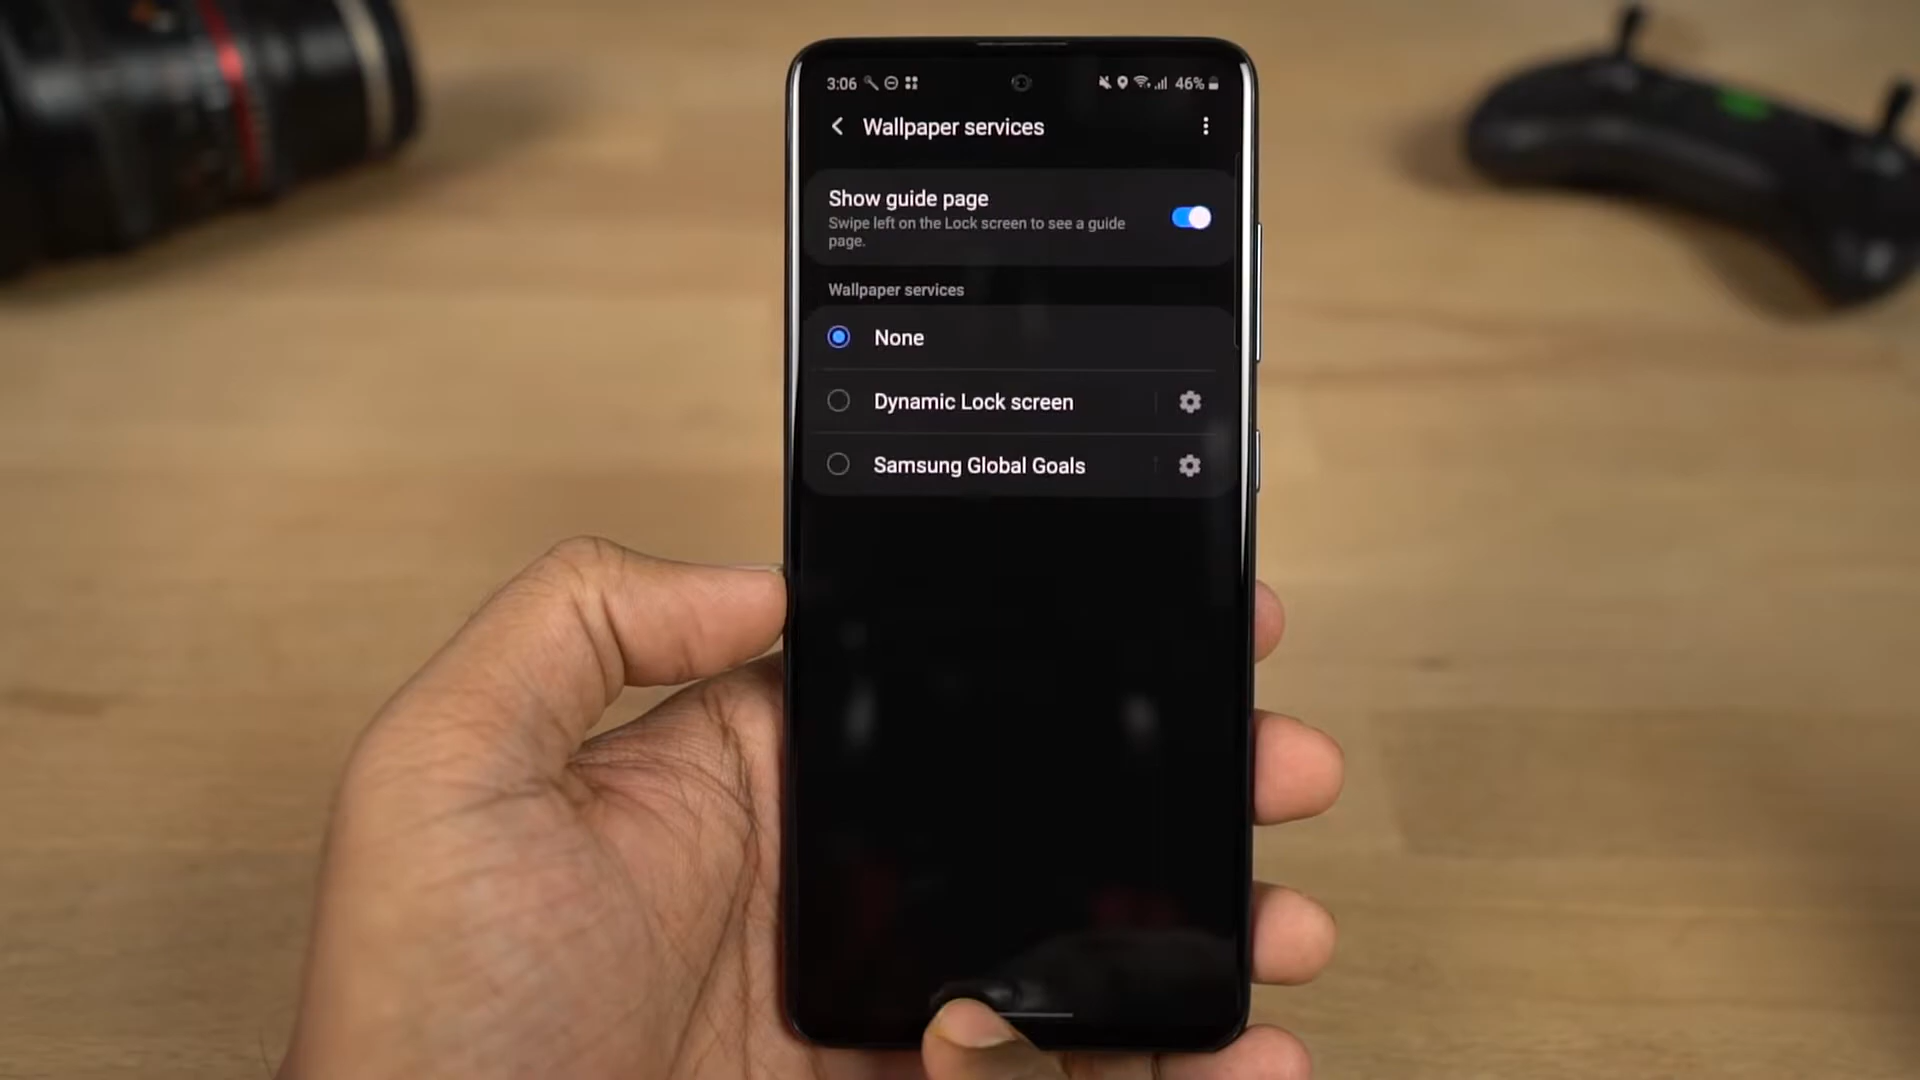 3:06 46%
Wallpaper services
Show guide page
Swipe left on the Lock screen to see a guide
page.
Wallpaper services
None
Dynamic Lock screen
Samsung Global Goals